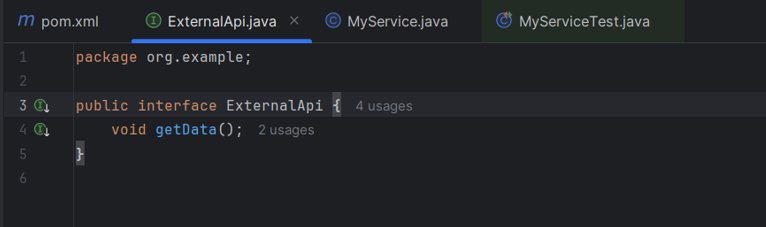 pom.xml ExternalApi.java MyService.java MyServiceTest.java
1 package org.example;
2
3 public interface ExternalApi { 4 usages
4 void getData(); 2 usages
5 }
6